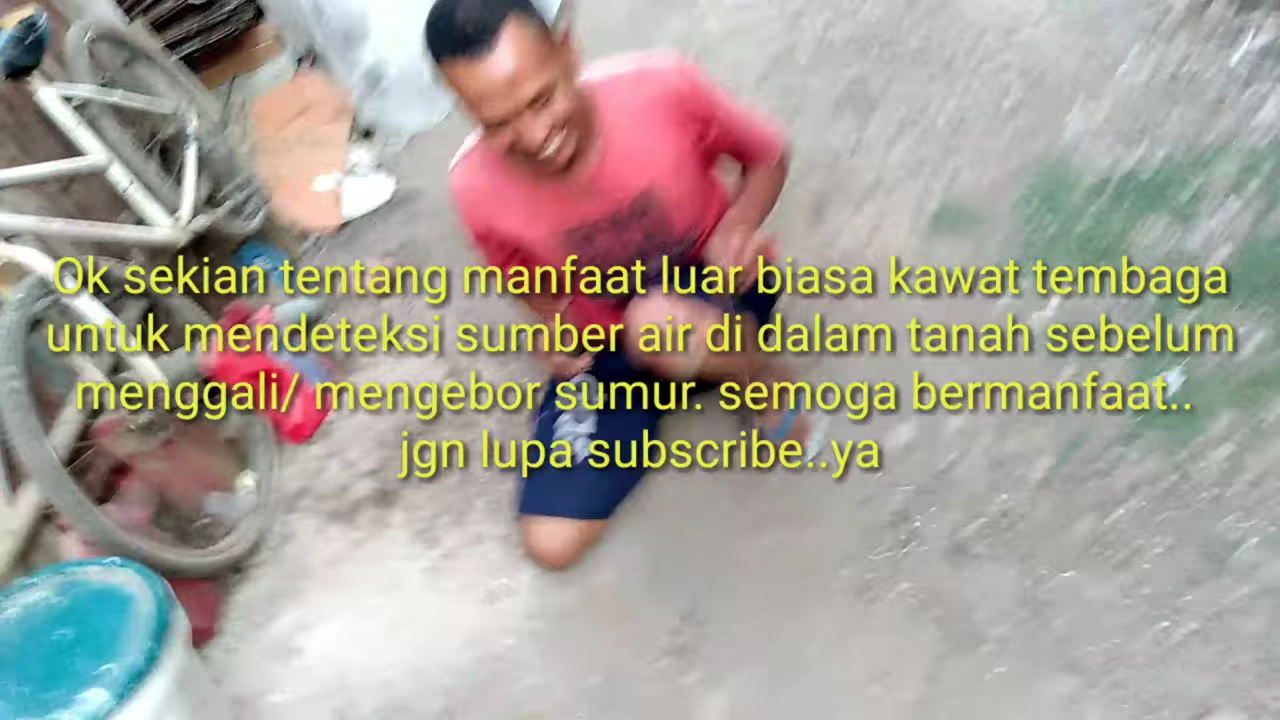 Ok sekian tentang manfaat luar biasa kawat tembaga
untuk mendeteksi sumber air di dalam tanah sebelum
menggali/ mengebor sumur. semoga bermanfaat..
jgn lupa subscribe..ya